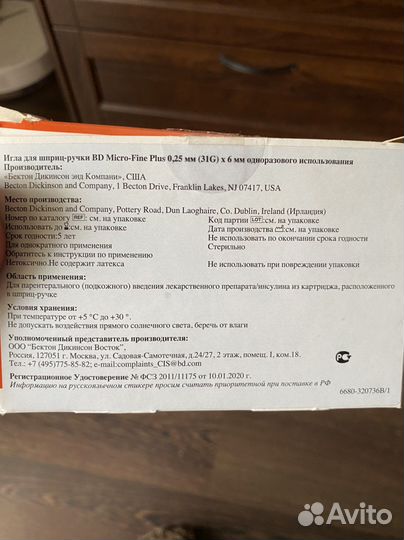 Игла для шприц-ручки BD Micro-Fine Plus 0,25 мм (31G) x 6 мм одноразового использования
Производитель:
«Бектон Дикинсон энд Компани», США
Becton Dickinson and Company, 1 Becton Drive, Franklin Lakes, NJ 07417, USA
Место производства:
Becton Dickinson and Company, Pottery Road, Dun Laoghaire, Co. Dublin, Ireland (Ирландия)
Номер по каталогу REF: см. на упаковке
Код партии LOT: см. на упаковке
Использовать до см. на упаковке
Дата производства см. на упаковке
Срок годности:5 лет
Не использовать по окончании срока годности
Для однократного применения
Стерильно
Обратитесь к инструкции по применению
Нетоксично.Не содержит латекса
Не использовать при повреждении упаковки
Область применения:
Для парентерального (подкожного) введения лекарственного препарата/инсулина из картриджа, расположенного
в шприц-ручке
Условия хранения:
При температуре от +5 °C до +30 °.
Не допускать воздействия прямого солнечного света, беречь от влаги
Уполномоченный представитель производителя:
ООО "Бектон Дикинсон Восток",
Россия, 127051 г. Москва, ул. Садовая-Самотечная, д.24/27, 2 этаж, помещ. I, ком.18.
Тел.: +7 (495)775-85-82; e-mail:complaints_CIS@bd.com
Регистрационное Удостоверение № ФСЗ 2011/11175 от 10.01.2020 г.
Информацию на русскоязычном стикере просим считать приоритетной при поставке в РФ
6680-320736B/1
Avito